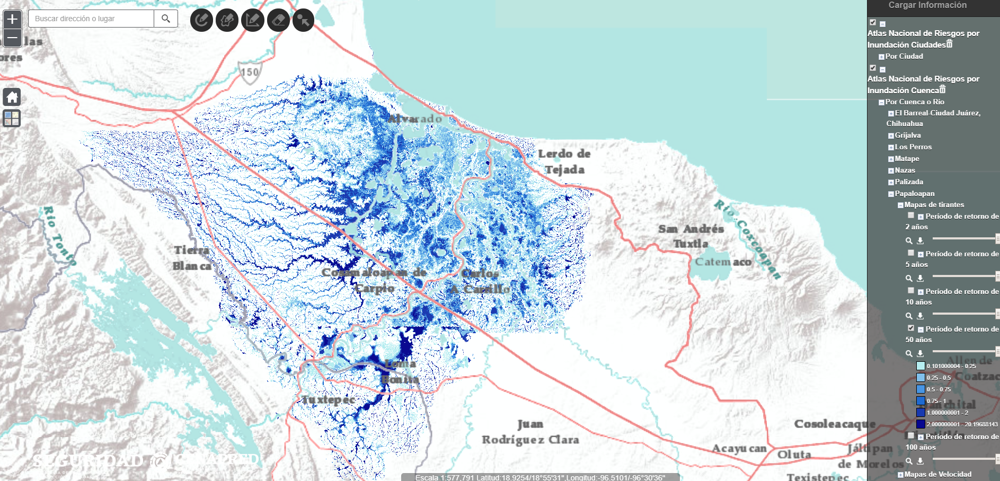 Buscar dirección o lugar
150
Alvarado
Lerdo de
Tejada
Río Coxcoapan
San Andrés
Tuxtla
Catemaco
Río Tonto
Tierra
Blanca
Cosamaloapan de
Carpio
Carlos
A Carrillo
Loma
Bonita
Tuxtepec
Juan
Rodríguez Clara
Acayucan
Oluta
Cosoleacaque
Jáltipan
de Morelos
Texistepec
Allen de
Coatzac
SEGURIDAD
Escala 1:577,791 Latitud:18.9254/18°55'31",Longitud:-96.5101/-96°30'36"
Cargar Información
Atlas Nacional de Riesgos por
Inundación Ciudades
Por Ciudad
Atlas Nacional de Riesgos por
Inundación Cuenca
Por Cuenca o Río
El Barreal-Ciudad Juárez,
Chihuahua
Grijalva
Los Perros
Matape
Nazas
Palizada
Papaloapan
Mapas de tirantes
Período de retorno de
2 años
Período de retorno de
5 años
Período de retorno de
10 años
Período de retorno de
50 años
0.101000004 - 0.25
0.25 - 0.5
0.5 - 0.75
0.75 - 1
1.000000001 - 2
2.000000001 - 20.19688143
Período de retorno de
100 años
Mapas de Velocidad